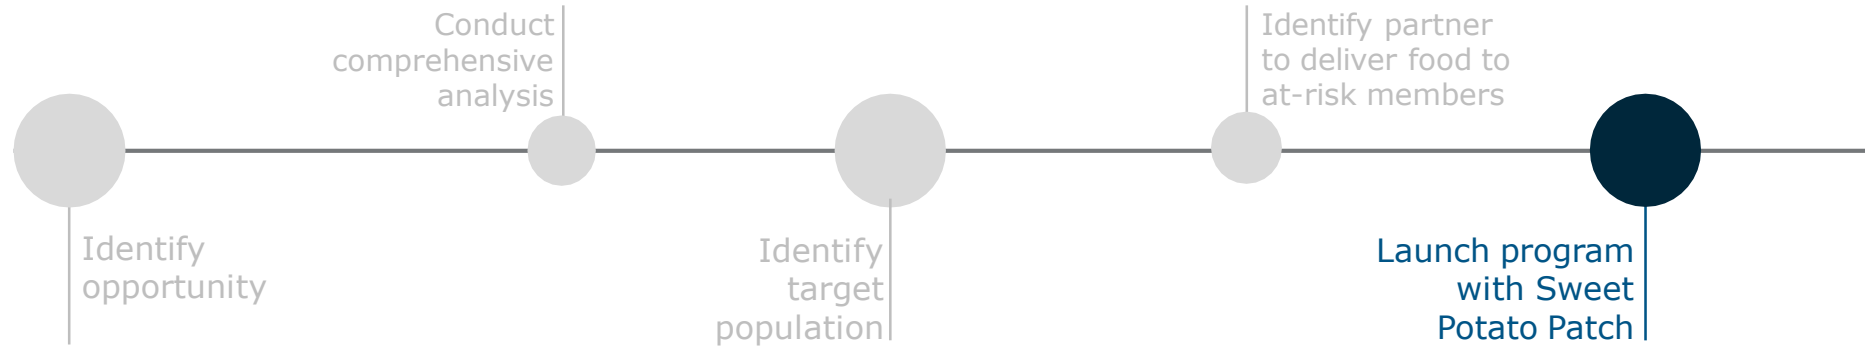 Identify
opportunity
Conduct
comprehensive
analysis
Identify
target
population
Identify partner
to deliver food to
at-risk members
Launch program
with Sweet
Potato Patch